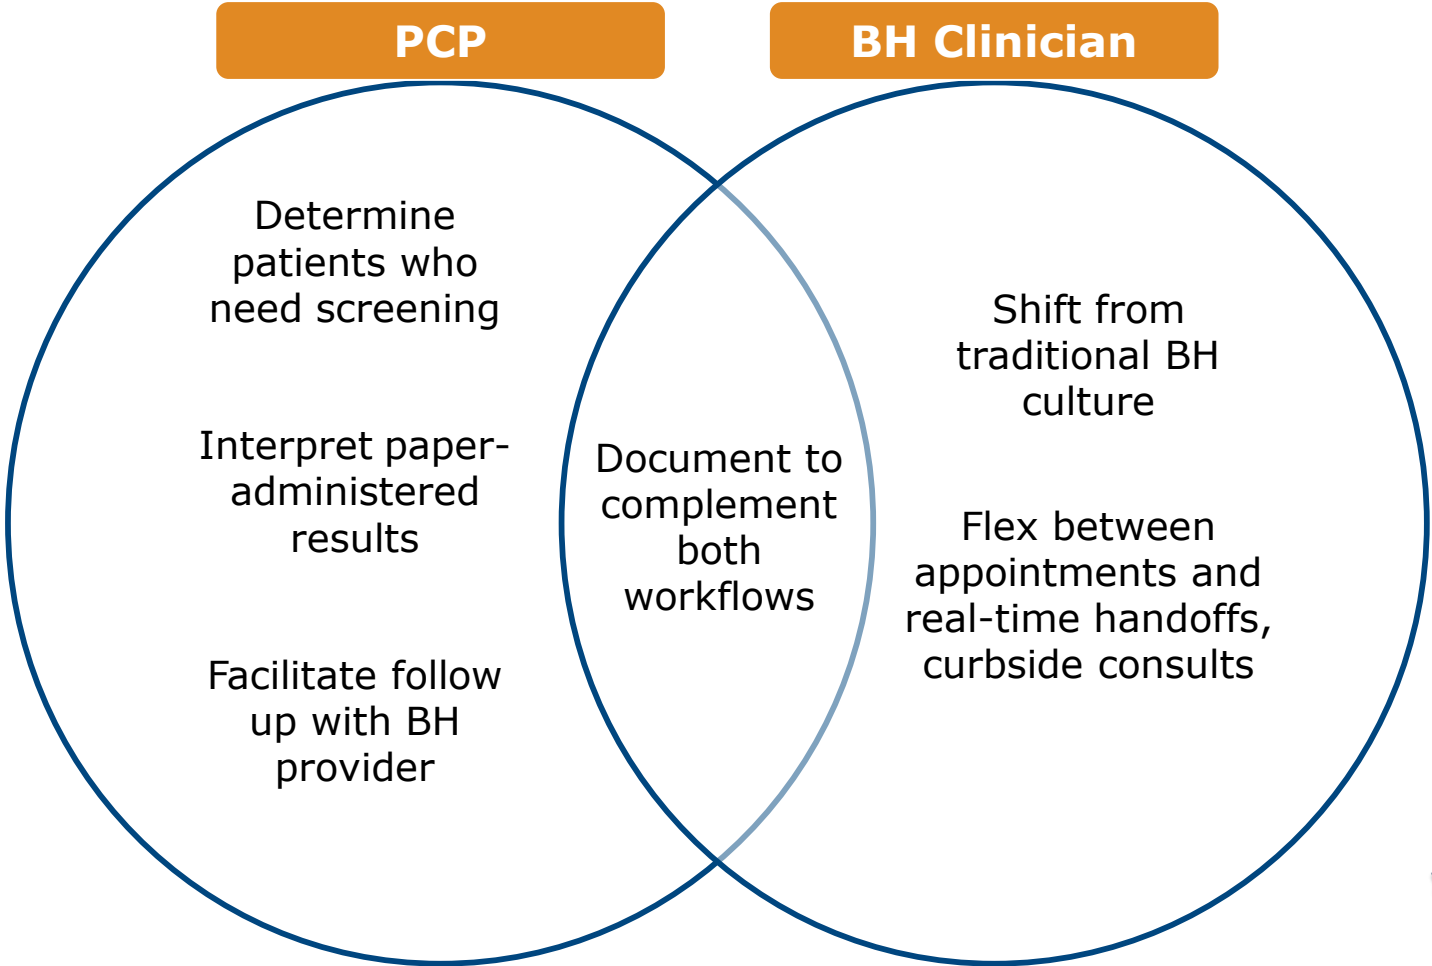 PCP
BH Clinician
Determine
patients who
need screening
Interpret paper-
administered
results
Facilitate follow
up with BH
provider
Document to
complement
both
workflows
Shift from
traditional BH
culture
Flex between
appointments and
real-time handoffs,
curbside consults